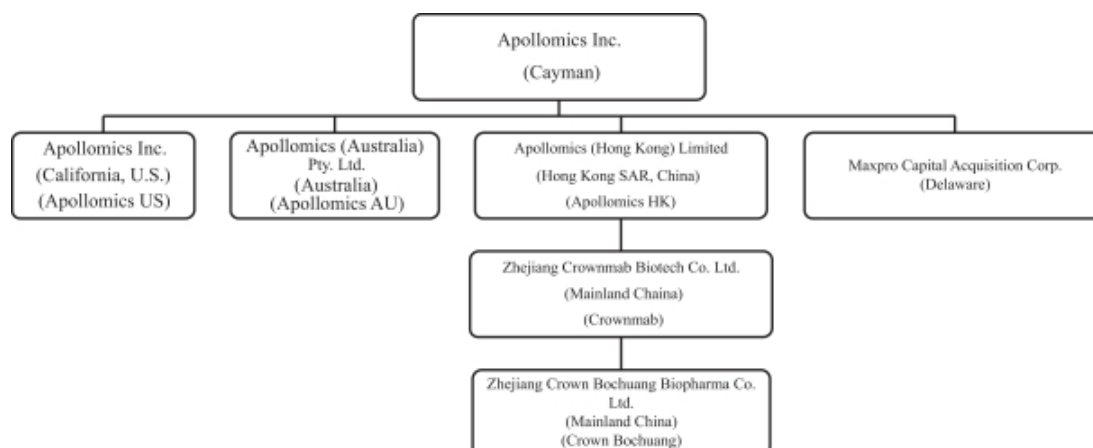 Apollomics Inc.
(Cayman)
Apollomics Inc.
(California, U.S.)
(Apollomics US)
Apollomics (Australia)
Pty. Ltd.
(Australia)
(Apollomics AU)
Apollomics (Hong Kong) Limited
(Hong Kong SAR, China)
(Apollomics HK)
Maxpro Capital Acquisition Corp.
(Delaware)
Zhejiang Crownmab Biotech Co. Ltd.
(Mainland Chaina)
(Crownmab)
Zhejiang Crown Bochuang Biopharma Co.
Ltd.
(Mainland China)
(Crown Bochuang)